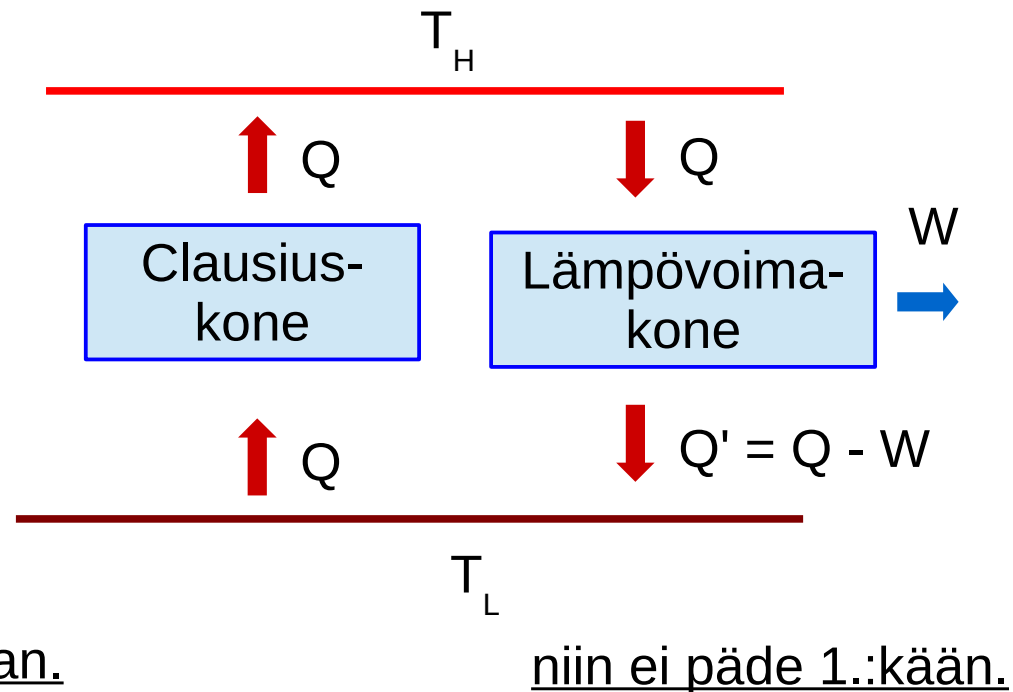 T_H
Q
Q
W
Clausius-
kone
Lämpövoima-
kone
Q
Q' = Q - W
T_L
an.
niin ei päde 1.:kään.